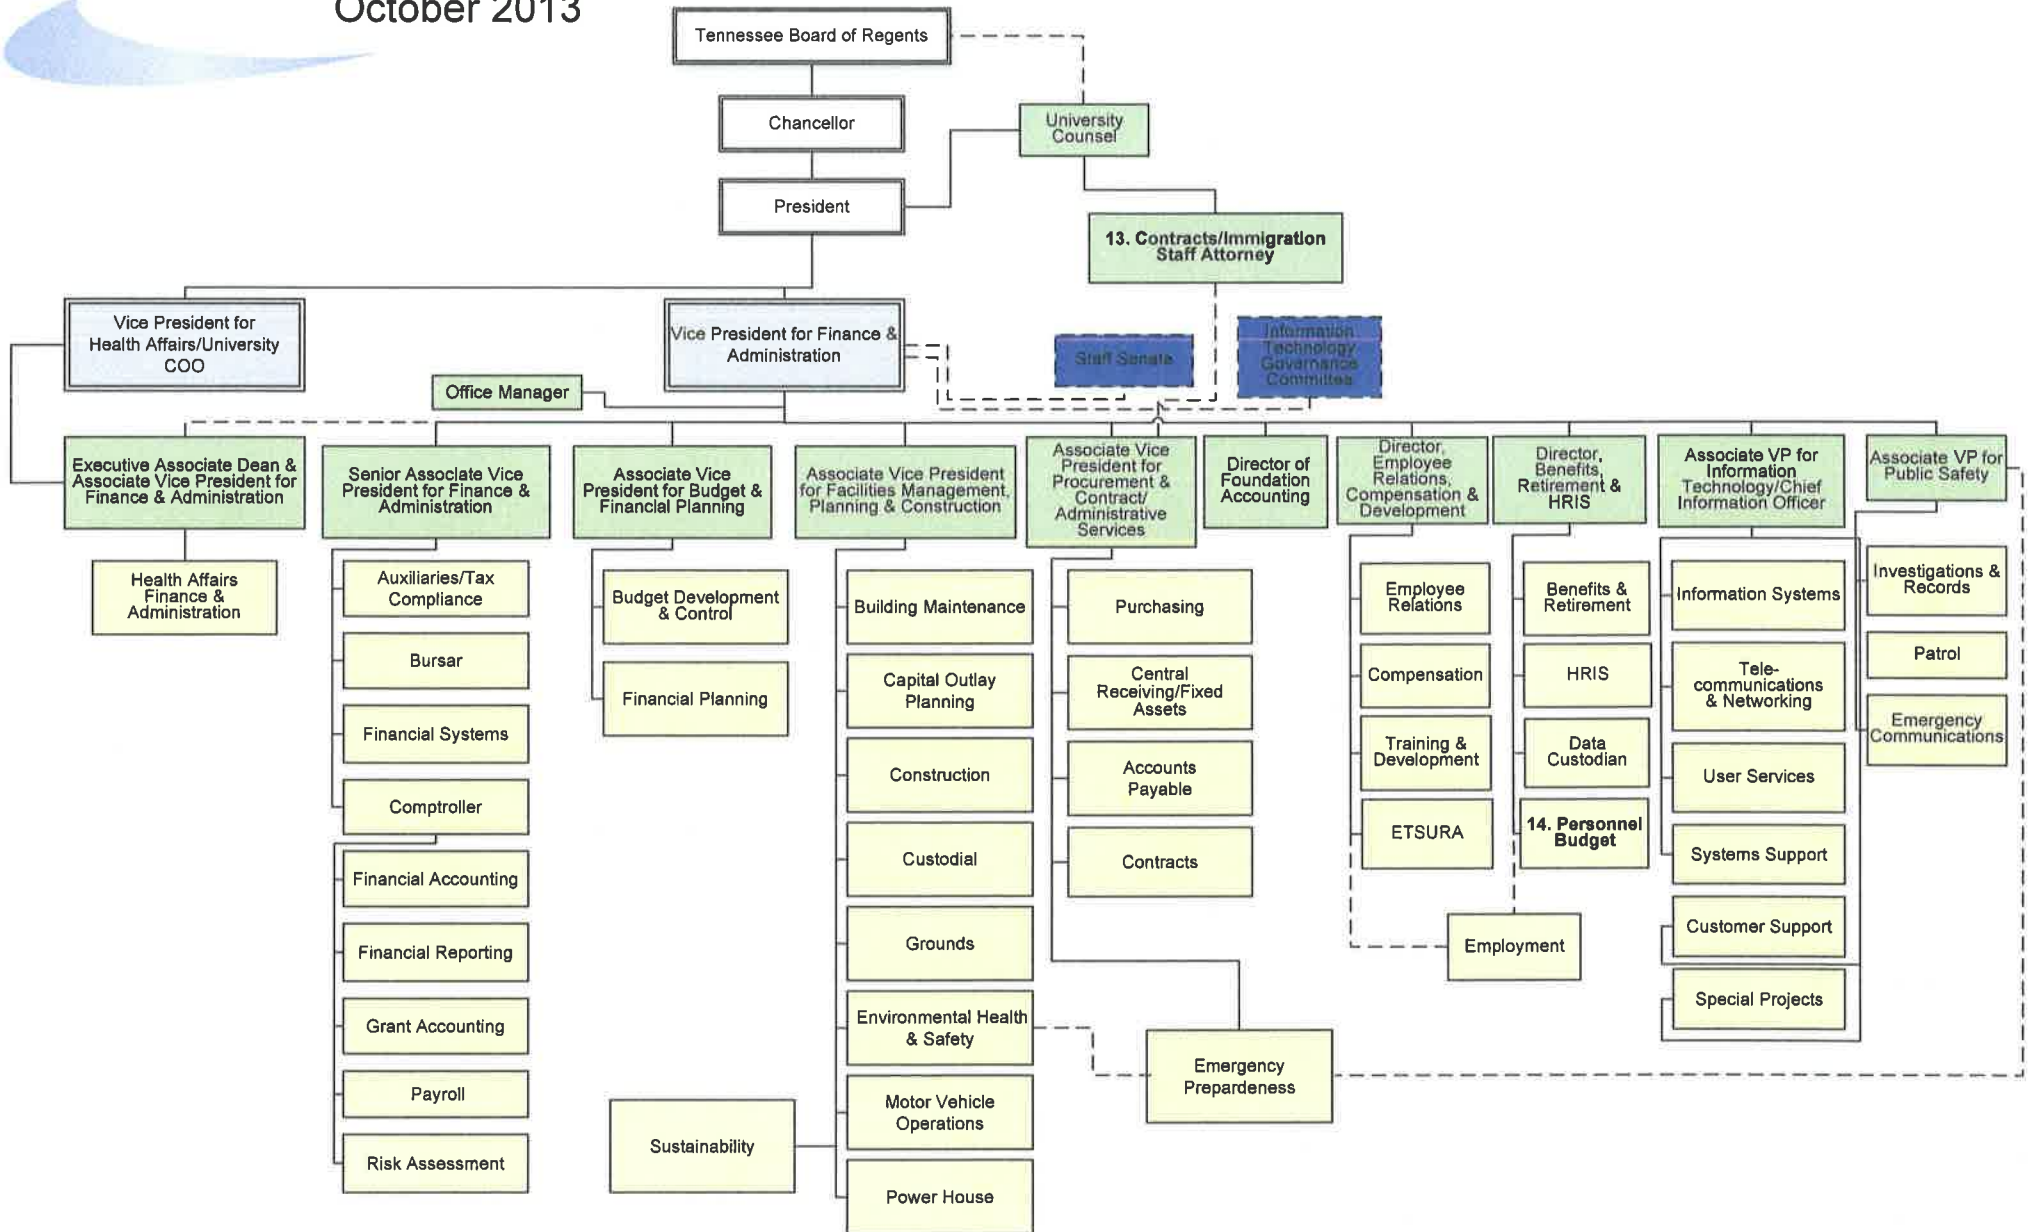 October 2013
Tennessee Board of Regents
Chancellor
University
Counsel
President
13. Contracts/Immigration
Staff Attorney
Vice President for
Health Affairs/University
COO
Vice President for Finance &
Administration
Staff Senate
Information
Technology
Governance
Committee
Office Manager
Executive Associate Dean &
Associate Vice President for
Finance & Administration
Senior Associate Vice
President for Finance &
Administration
Associate Vice
President for Budget &
Financial Planning
Associate Vice President
for Facilities Management,
Planning & Construction
Associate Vice
President for
Procurement &
Contract/
Administrative
Services
Director of
Foundation
Accounting
Director,
Employee
Relations,
Compensation &
Development
Director,
Benefits,
Retirement &
HRIS
Associate VP for
Information
Technology/Chief
Information Officer
Associate VP for
Public Safety
Health Affairs
Finance &
Administration
Auxiliaries/Tax
Compliance
Bursar
Financial Systems
Comptroller
Financial Accounting
Financial Reporting
Grant Accounting
Payroll
Risk Assessment
Budget Development
& Control
Financial Planning
Building Maintenance
Capital Outlay
Planning
Construction
Custodial
Grounds
Environmental Health
& Safety
Motor Vehicle
Operations
Power House
Sustainability
Purchasing
Central
Receiving/Fixed
Assets
Accounts
Payable
Contracts
Emergency
Prepardeness
Employee
Relations
Compensation
Training &
Development
ETSURA
Benefits &
Retirement
HRIS
Data
Custodian
14. Personnel
Budget
Employment
Information Systems
Tele-
communications
& Networking
User Services
Systems Support
Customer Support
Special Projects
Investigations &
Records
Patrol
Emergency
Communications